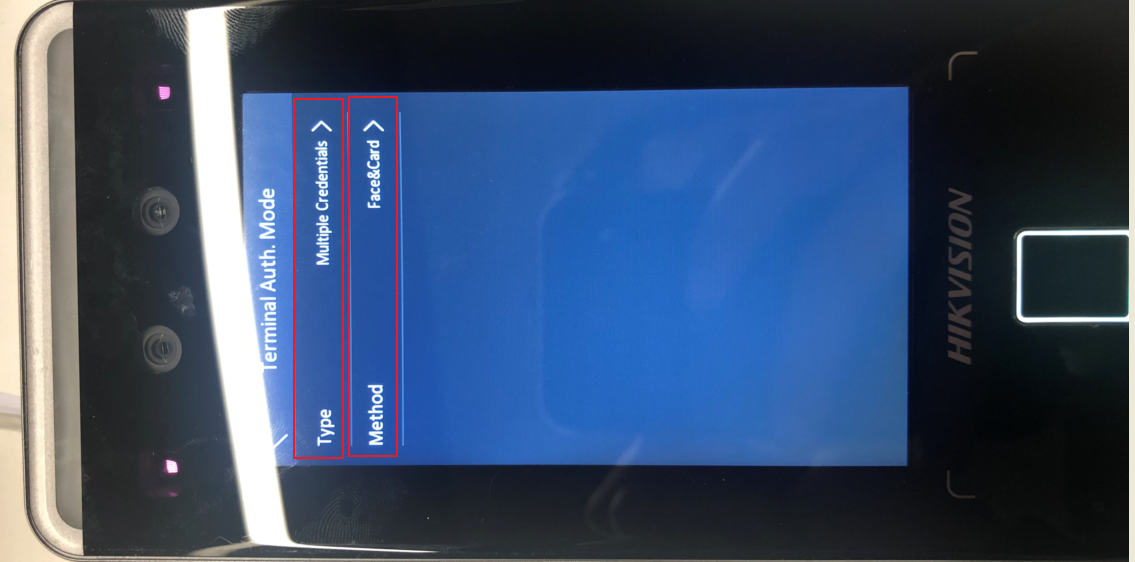 Terminal Auth. Mode
Type Multiple Credentials
Method Face&Card
HIKVISION